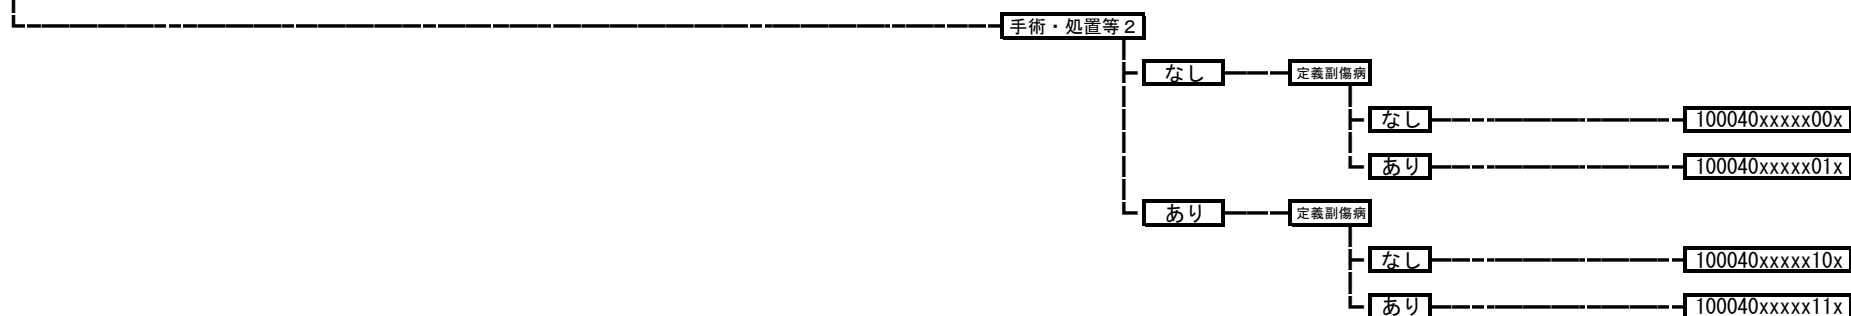 手術・処置等２
なし 定義副傷病
なし 100040xxxxx00x
あり 100040xxxxx01x
あり 定義副傷病
なし 100040xxxxx10x
あり 100040xxxxx11x